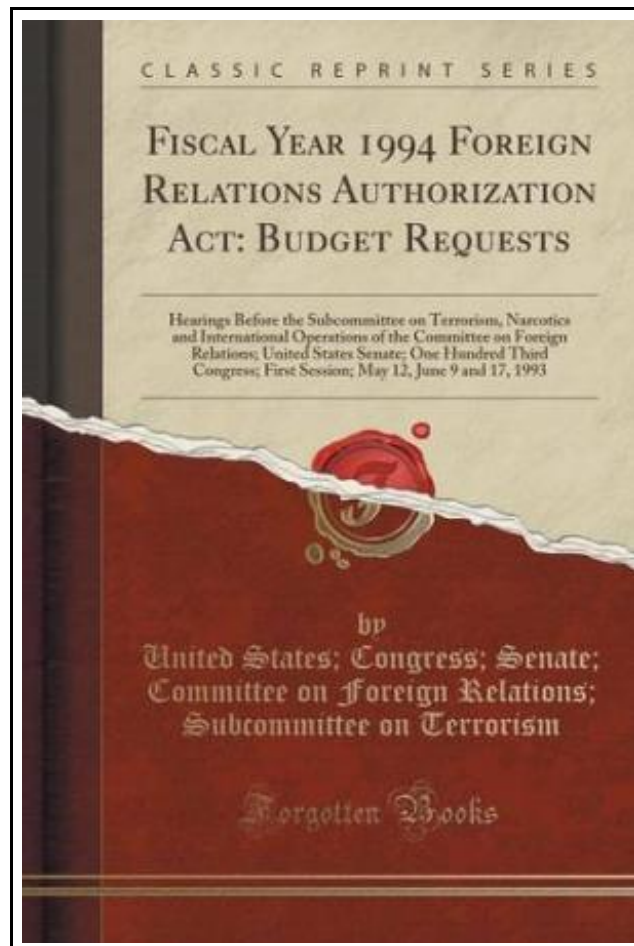 CLASSIC REPRINT SERIES
FISCAL YEAR 1994 FOREIGN
RELATIONS AUTHORIZATION
ACT: BUDGET REQUESTS
Hearings Before the Subcommittee on Terrorism, Narcotics
and International Operations of the Committee on Foreign
Relations; United States Senate; One Hundred Third
Congress; First Session; May 12, June 9 and 17, 1993
by
United States; Congress; Senate;
Committee on Foreign Relations;
Subcommittee on Terrorism
Forgotten Books